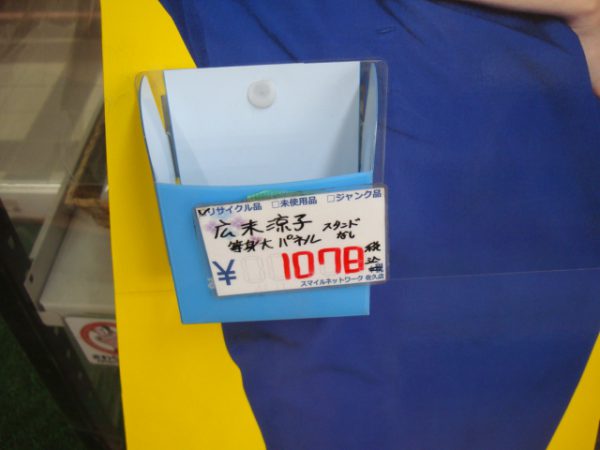 リサイクル品 □未使用品 □ジャンク品
広末涼子 スタンドなし
等身大パネル
¥ 1078 税込
スマイルネットワーク 佐久店